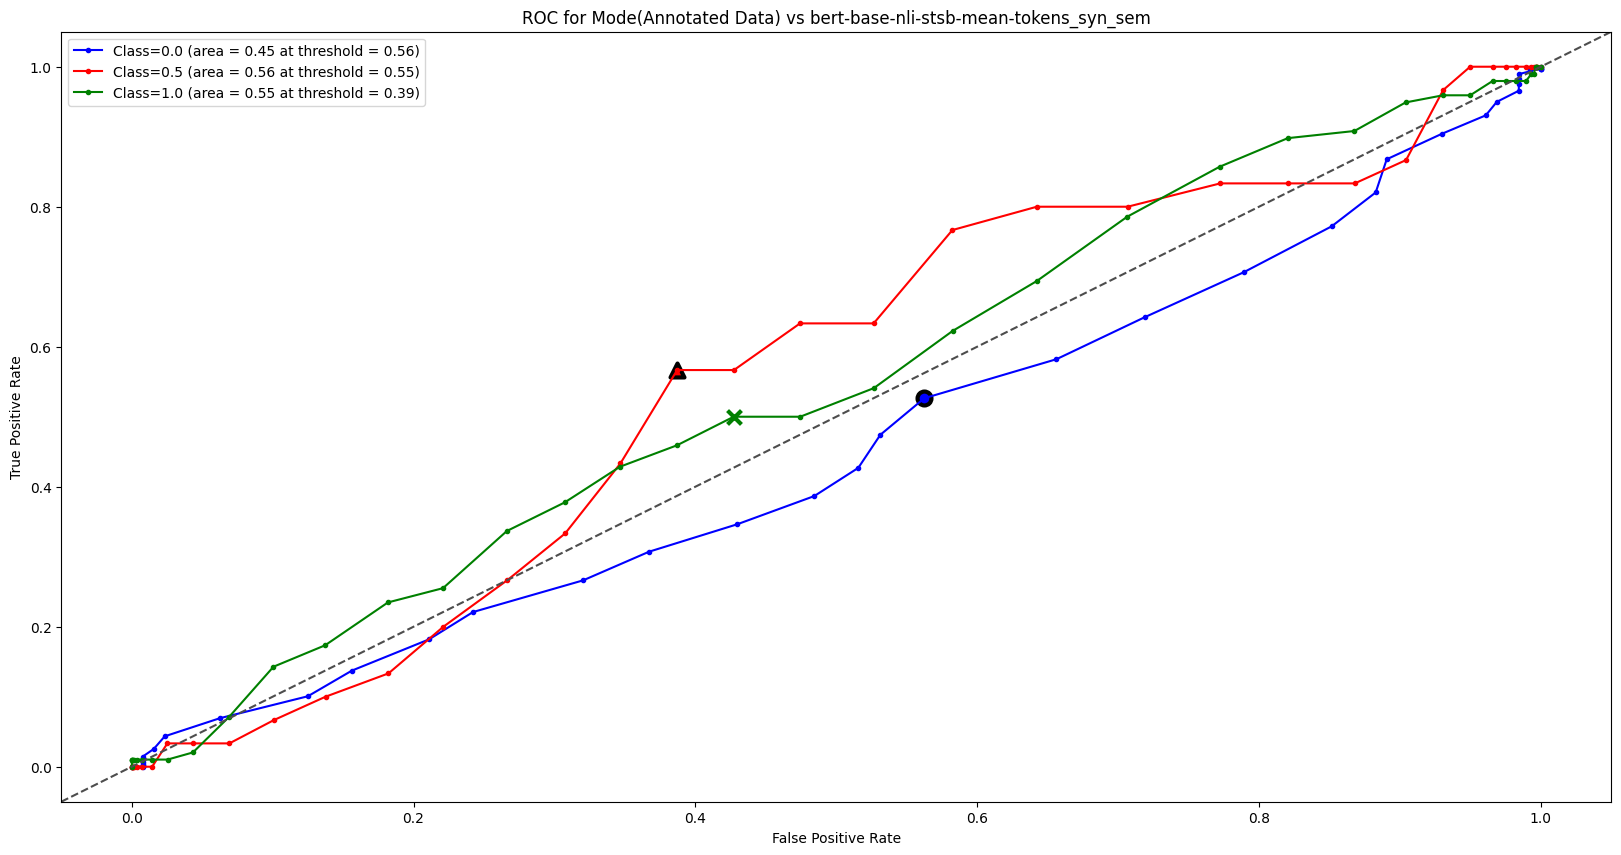 ROC for Mode(Annotated Data) vs bert-base-nli-stsb-mean-tokens_syn_sem
Class=0.0 (area = 0.45 at threshold = 0.56)
Class=0.5 (area = 0.56 at threshold = 0.55)
Class=1.0 (area = 0.55 at threshold = 0.39)
1.0
0.8
0.6
0.4
0.2
0.0
True Positive Rate
0.0 0.2 0.4 0.6 0.8 1.0
False Positive Rate